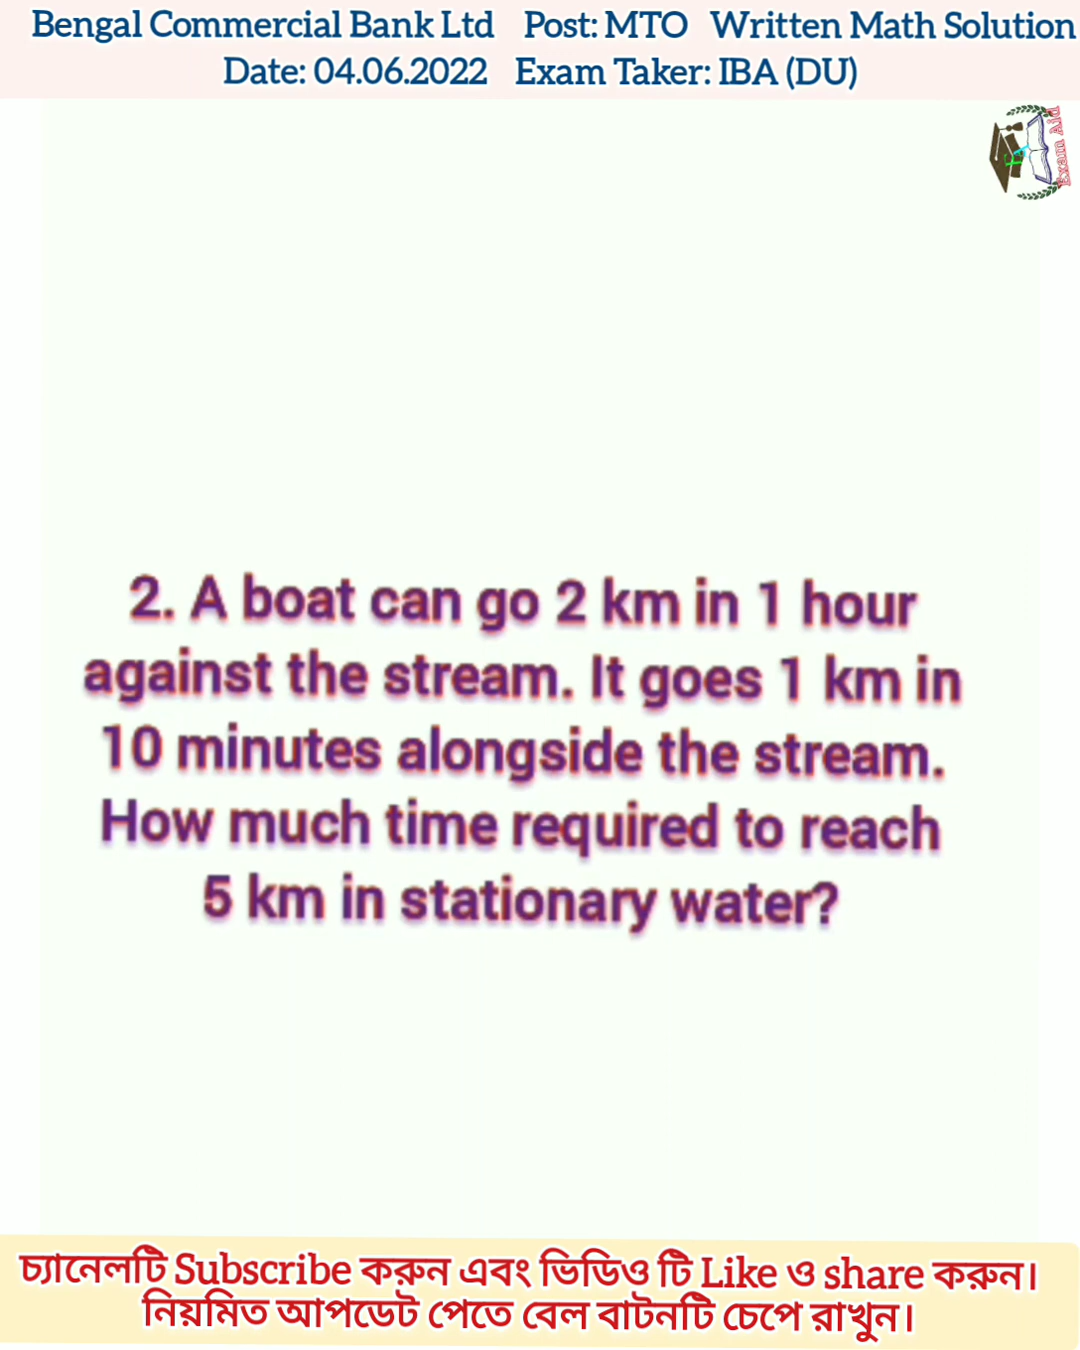 Bengal Commercial Bank Ltd Post: MTO Written Math Solution
Date: 04.06.2022 Exam Taker: IBA (DU)
Exam Aid
2. A boat can go 2 km in 1 hour
against the stream. It goes 1 km in
10 minutes alongside the stream.
How much time required to reach
5 km in stationary water?
চ্যানেলটি Subscribe করুন এবং ভিডিও টি Like ও share করুন।
নিয়মিত আপডেট পেতে বেল বাটনটি চেপে রাখুন।